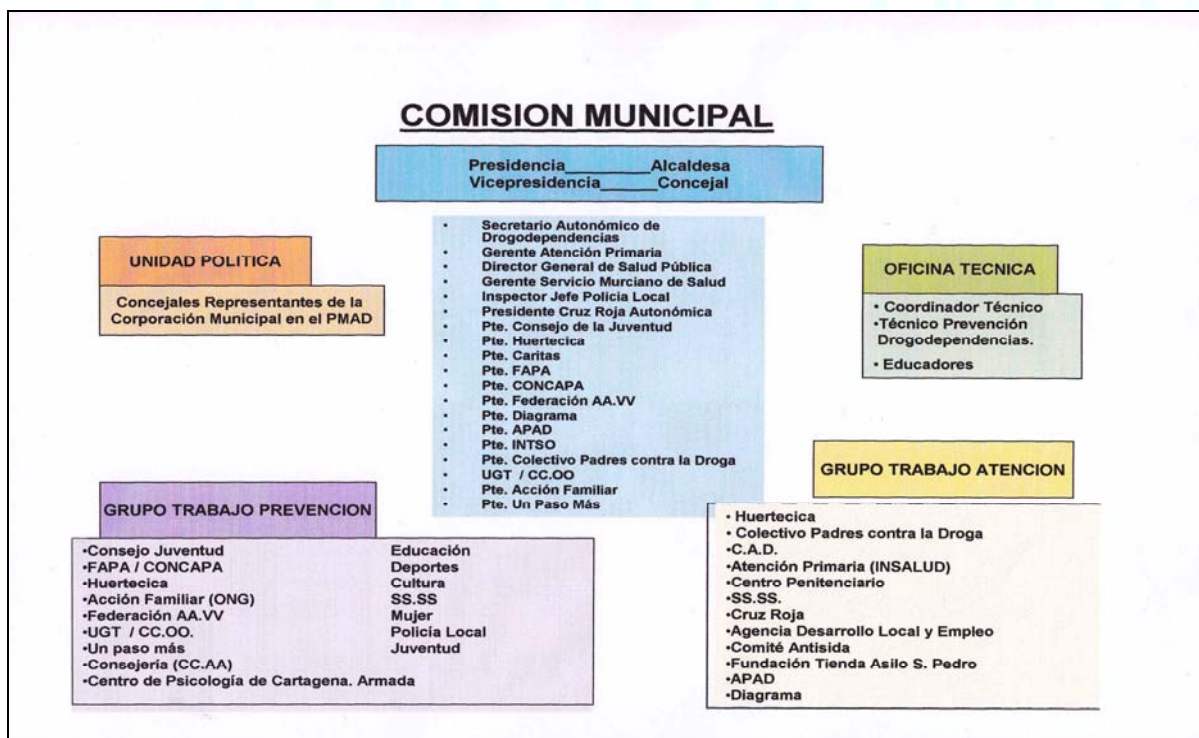 COMISION MUNICIPAL
Presidencia_________Alcaldesa
Vicepresidencia______Concejal
• Secretario Autonómico de
Drogodependencias
• Gerente Atención Primaria
• Director General de Salud Pública
• Gerente Servicio Murciano de Salud
• Inspector Jefe Policia Local
• Presidente Cruz Roja Autonómica
• Pte. Consejo de la Juventud
• Pte. Huertecica
• Pte. Caritas
• Pte. FAPA
• Pte. CONCAPA
• Pte. Federación AA.VV
• Pte. Diagrama
• Pte. APAD
• Pte. INTSO
• Pte. Colectivo Padres contra la Droga
• UGT / CC.OO
• Pte. Acción Familiar
• Pte. Un Paso Más
UNIDAD POLITICA
Concejales Representantes de la
Corporación Municipal en el PMAD
OFICINA TECNICA
• Coordinador Técnico
•Técnico Prevención
Drogodependencias.
• Educadores
GRUPO TRABAJO PREVENCION
•Consejo Juventud
•FAPA / CONCAPA
•Huertecica
•Acción Familiar (ONG)
•Federación AA.VV
•UGT / CC.OO.
•Un paso más
•Consejería (CC.AA)
•Centro de Psicología de Cartagena. Armada
Educación
Deportes
Cultura
SS.SS
Mujer
Policía Local
Juventud
GRUPO TRABAJO ATENCION
• Huertecica
• Colectivo Padres contra la Droga
•C.A.D.
•Atención Primaria (INSALUD)
•Centro Penitenciario
•SS.SS.
•Cruz Roja
•Agencia Desarrollo Local y Empleo
•Comité Antisida
•Fundación Tienda Asilo S. Pedro
•APAD
•Diagrama